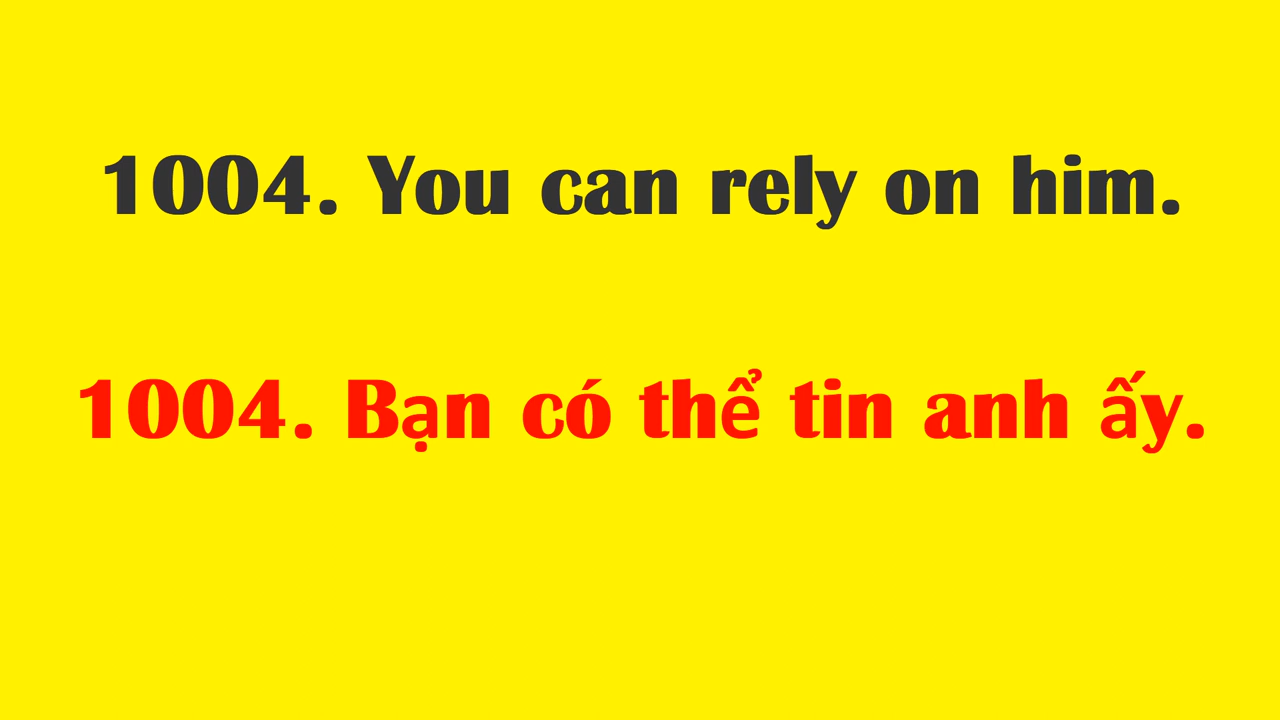 1004. You can rely on him.
1004. Bạn có thể tin anh ấy.